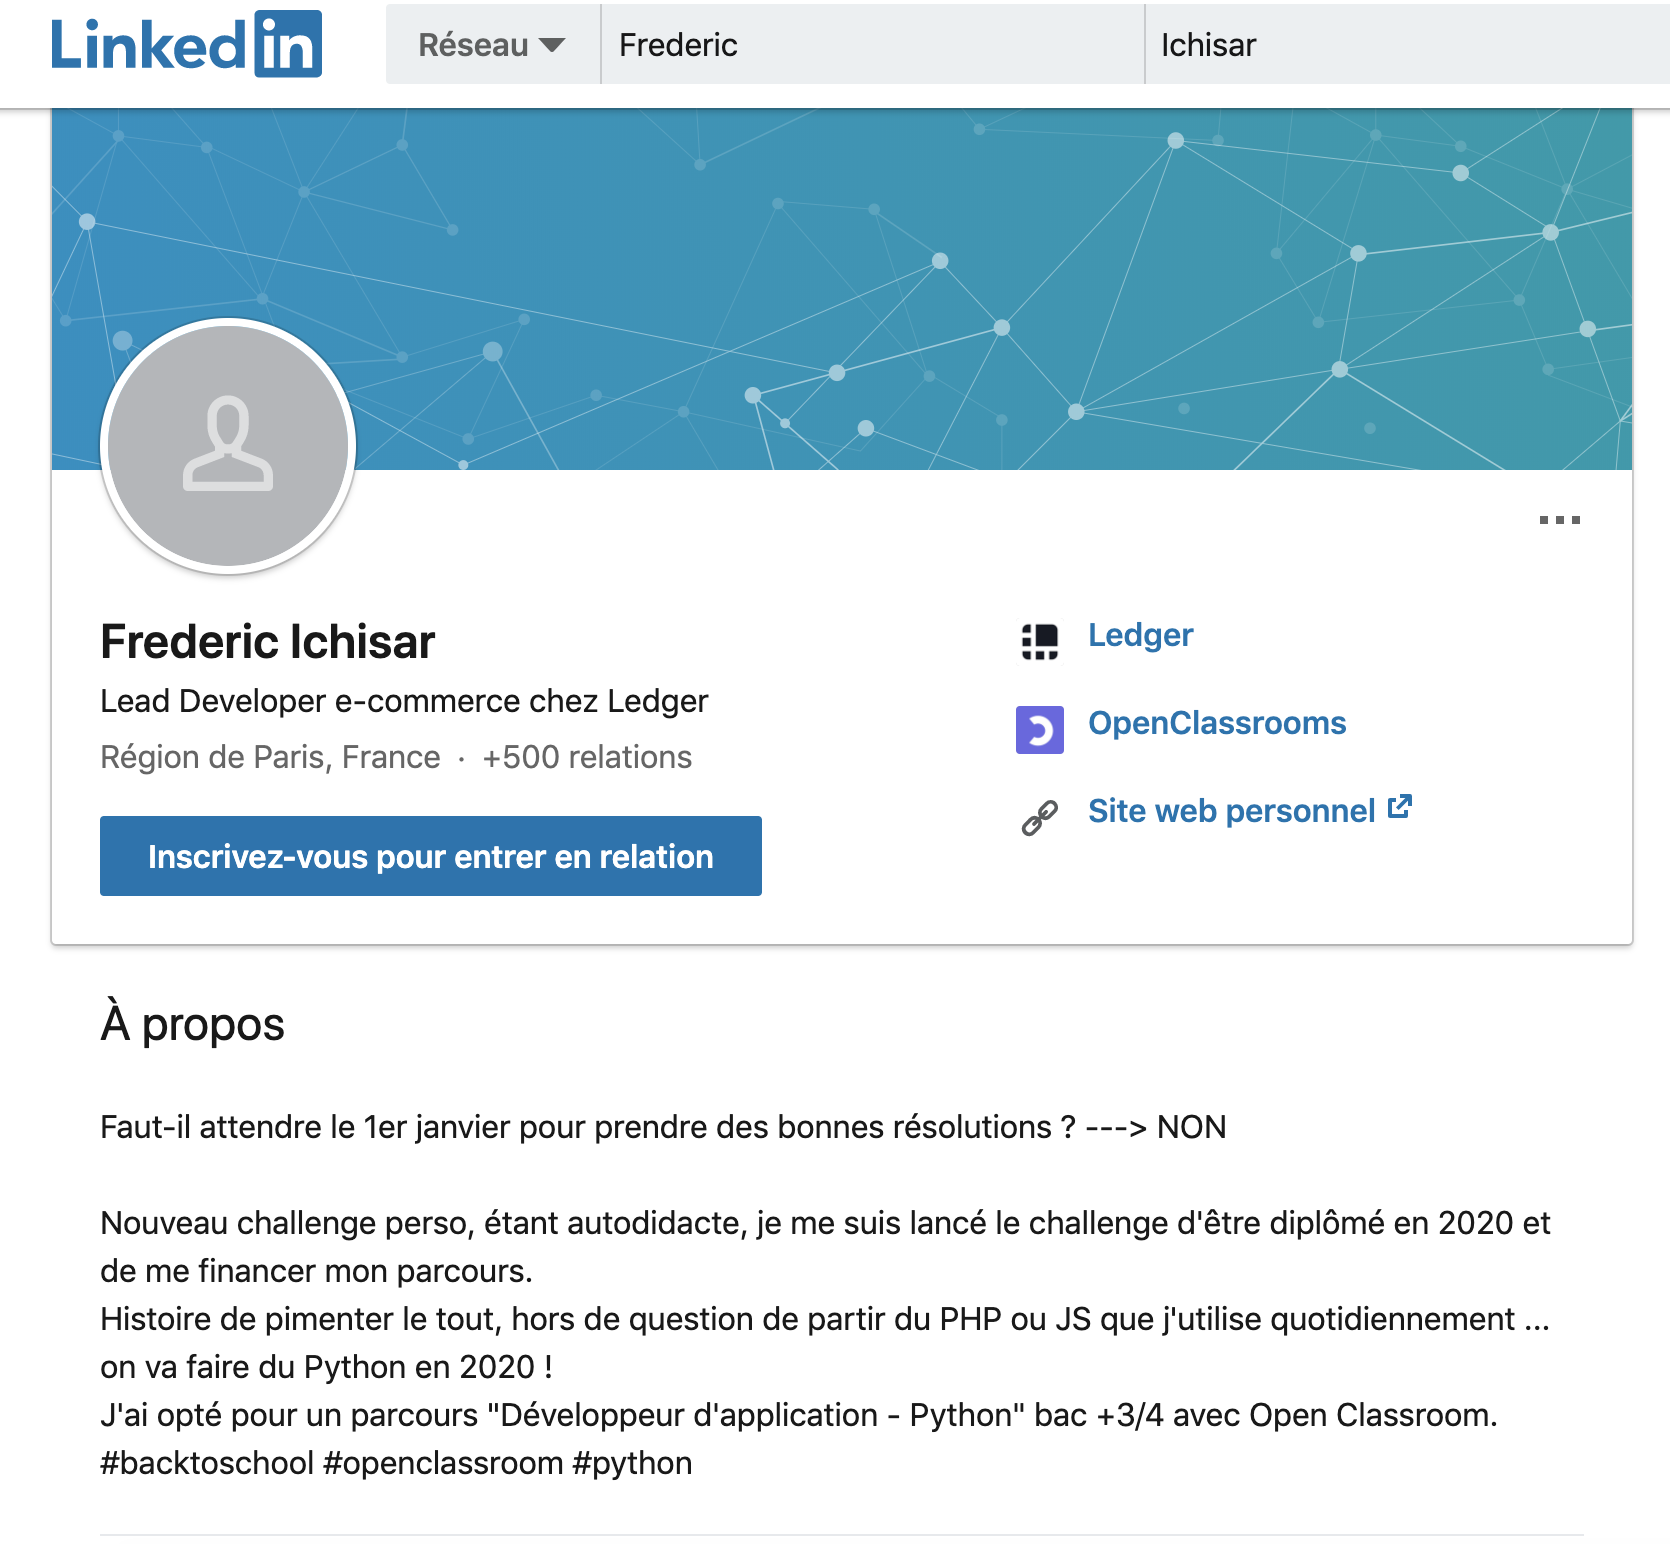 LinkedIn
Réseau
Frederic
Ichisar
Frederic Ichisar
Lead Developer e-commerce chez Ledger
Région de Paris, France · +500 relations
Inscrivez-vous pour entrer en relation
Ledger
OpenClassrooms
Site web personnel
À propos
Faut-il attendre le 1er janvier pour prendre des bonnes résolutions ? ---> NON
Nouveau challenge perso, étant autodidacte, je me suis lancé le challenge d'être diplômé en 2020 et
de me financer mon parcours.
Histoire de pimenter le tout, hors de question de partir du PHP ou JS que j'utilise quotidiennement ...
on va faire du Python en 2020 !
J'ai opté pour un parcours "Développeur d'application - Python" bac +3/4 avec Open Classroom.
#backtoschool #openclassroom #python